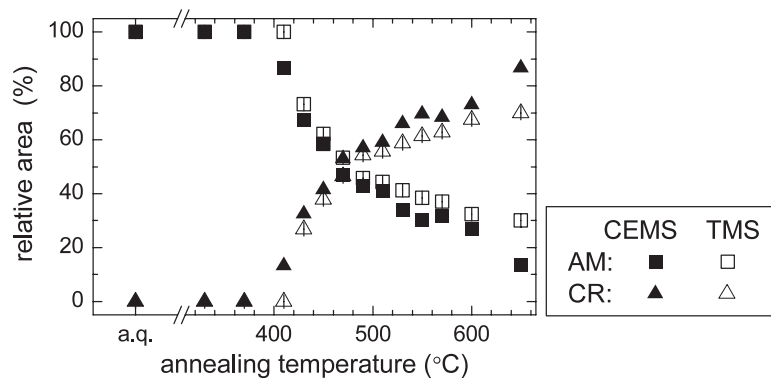 100
80
60
40
20
0
relative area (%)
a.q.
400
500
600
annealing temperature (°C)
CEMS TMS
AM:
CR: